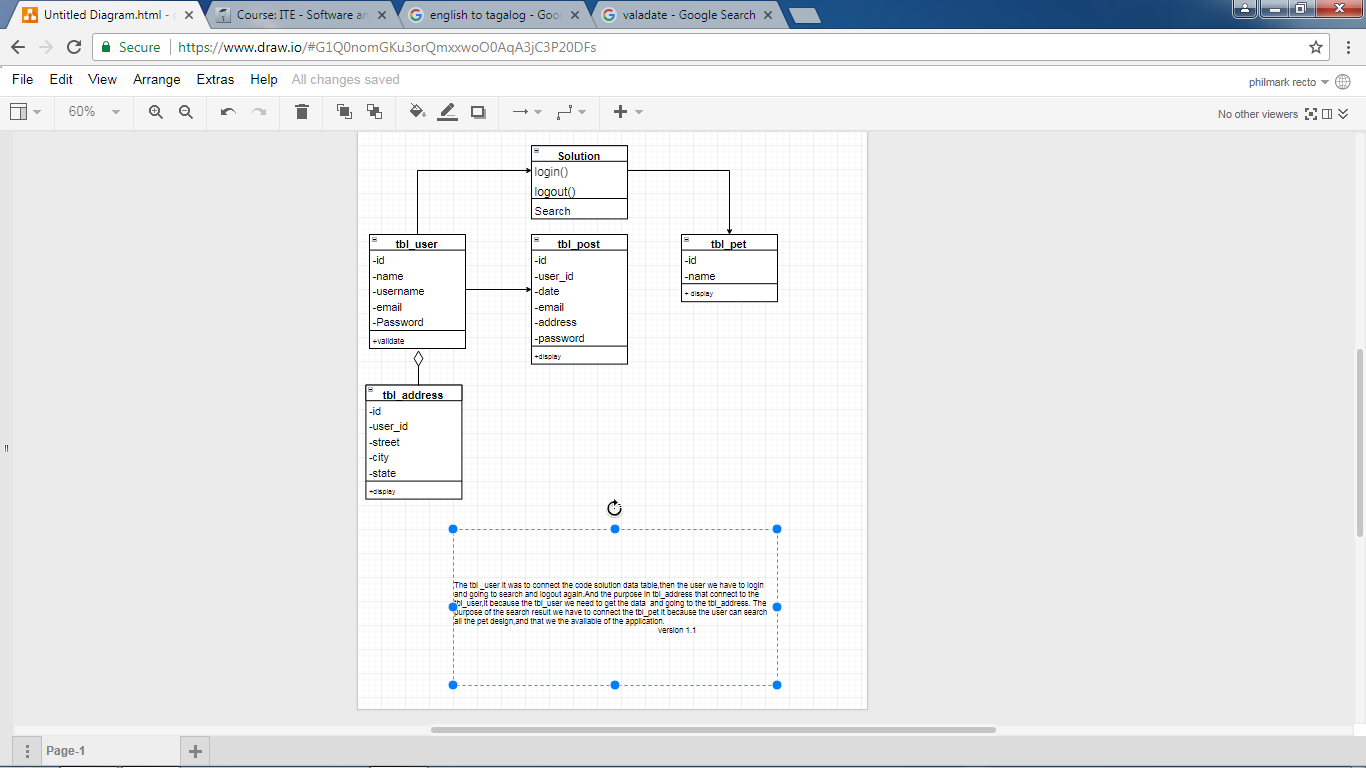 Untitled Diagram.html -
Course: ITE - Software an
english to tagalog - Goo
valadate - Google Search
Secure
https://www.draw.io/#G1Q0nomGKu3orQmxxwoO0AqA3jC3P20DFs
File Edit View Arrange Extras Help All changes saved
philmark recto
60%
No other viewers
Solution
login()
logout()
Search
tbl_user
-id
-name
-username
-email
-Password
+validate
tbl_post
-id
-user_id
-date
-email
-address
-password
+display
tbl_pet
-id
-name
+ display
tbl_address
-id
-user_id
-street
-city
-state
+display
The tbl _user it was to connect the code solution data table,then the user we have to login
and going to search and logout again.And the purpose in tbl_address that connect to the
tbl_user,it because the tbl_user we need to get the data and going to the tbl_address. The
purpose of the search result we have to connect the tbl_pet it because the user can search
all the pet design,and that we the available of the application.
version 1.1
Page-1